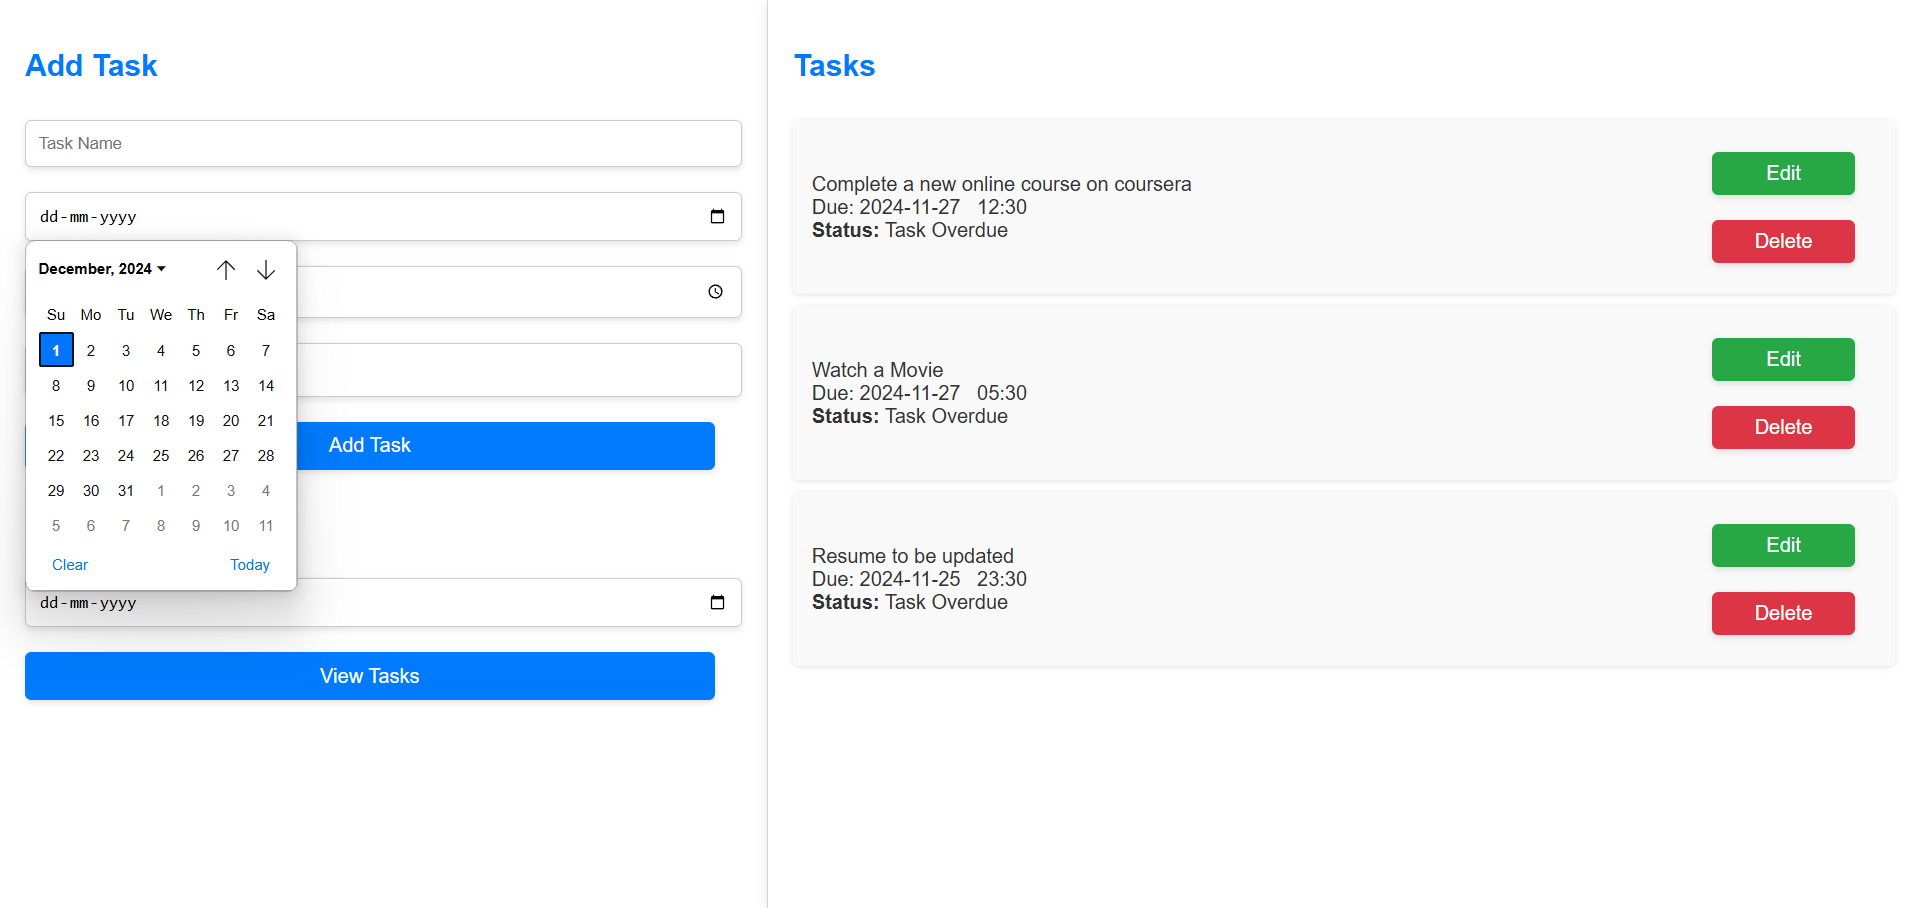 Add Task
Task Name
dd-mm-yyyy
December, 2024
Su Mo Tu We Th Fr Sa
1 2 3 4 5 6 7
8 9 10 11 12 13 14
15 16 17 18 19 20 21
22 23 24 25 26 27 28
29 30 31 1 2 3 4
5 6 7 8 9 10 11
Clear Today
Add Task
dd-mm-yyyy
View Tasks
Tasks
Complete a new online course on coursera
Due: 2024-11-27 12:30
Status: Task Overdue
Edit
Delete
Watch a Movie
Due: 2024-11-27 05:30
Status: Task Overdue
Edit
Delete
Resume to be updated
Due: 2024-11-25 23:30
Status: Task Overdue
Edit
Delete